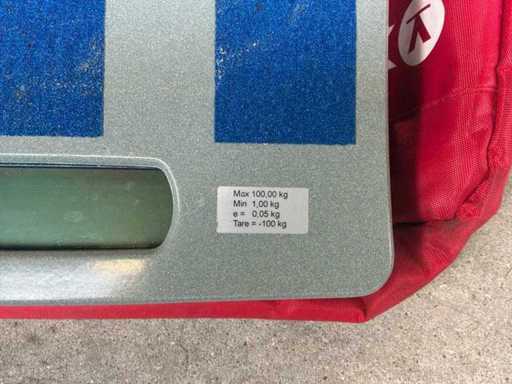 Max 100,00 kg
Min 1,00 kg
e = 0,05 kg
Tare = -100 kg